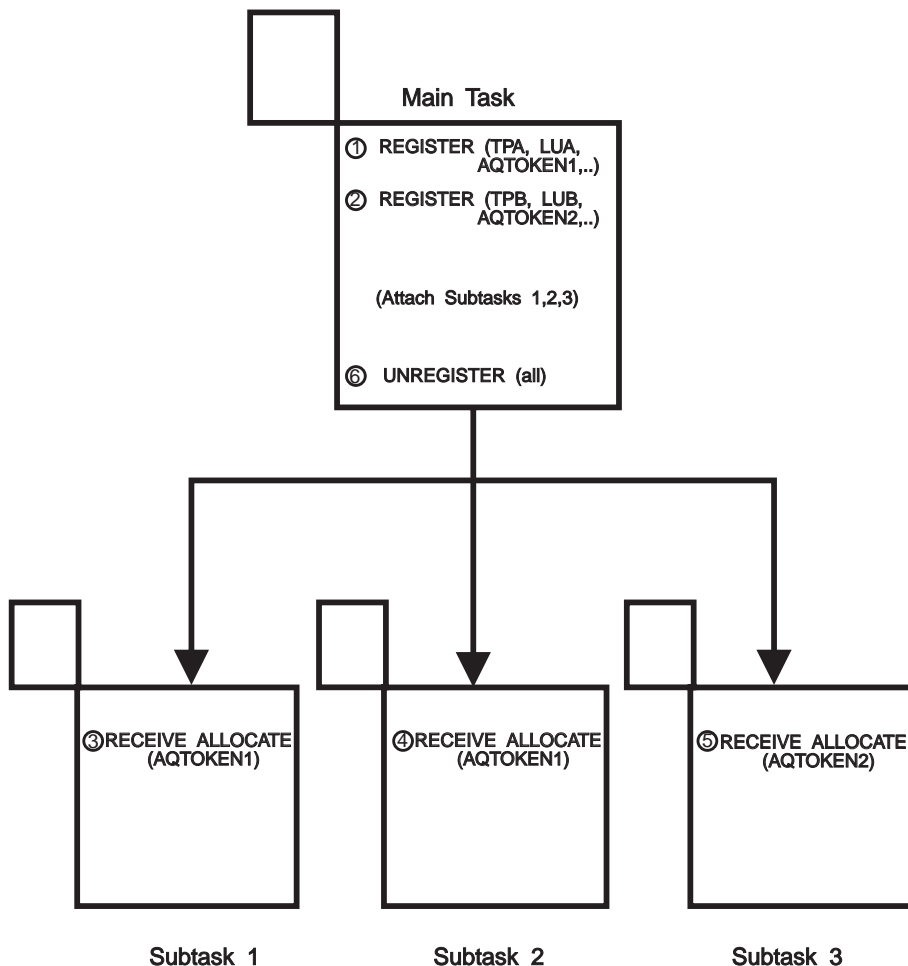 Main Task
① REGISTER (TPA, LUA,
AQTOKEN1,..)
② REGISTER (TPB, LUB,
AQTOKEN2,..)
(Attach Subtasks 1,2,3)
⑥ UNREGISTER (all)
③RECEIVE ALLOCATE
(AQTOKEN1)
④RECEIVE ALLOCATE
(AQTOKEN1)
⑤RECEIVE ALLOCATE
(AQTOKEN2)
Subtask 1
Subtask 2
Subtask 3